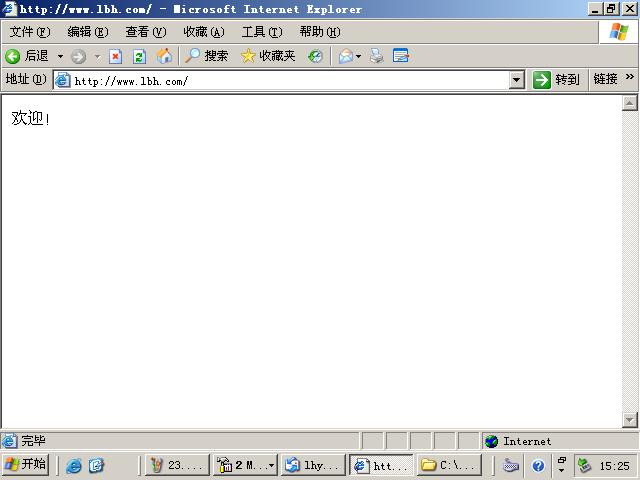 http://www.lbh.com/ - Microsoft Internet Explorer
文件(F) 编辑(E) 查看(V) 收藏(A) 工具(T) 帮助(H)
后退 搜索 收藏夹
地址(D) http://www.lbh.com/ 转到 链接 »
欢迎!
完毕 Internet
开始 23.... 2 M... lhy... htt... C:\... 15:25